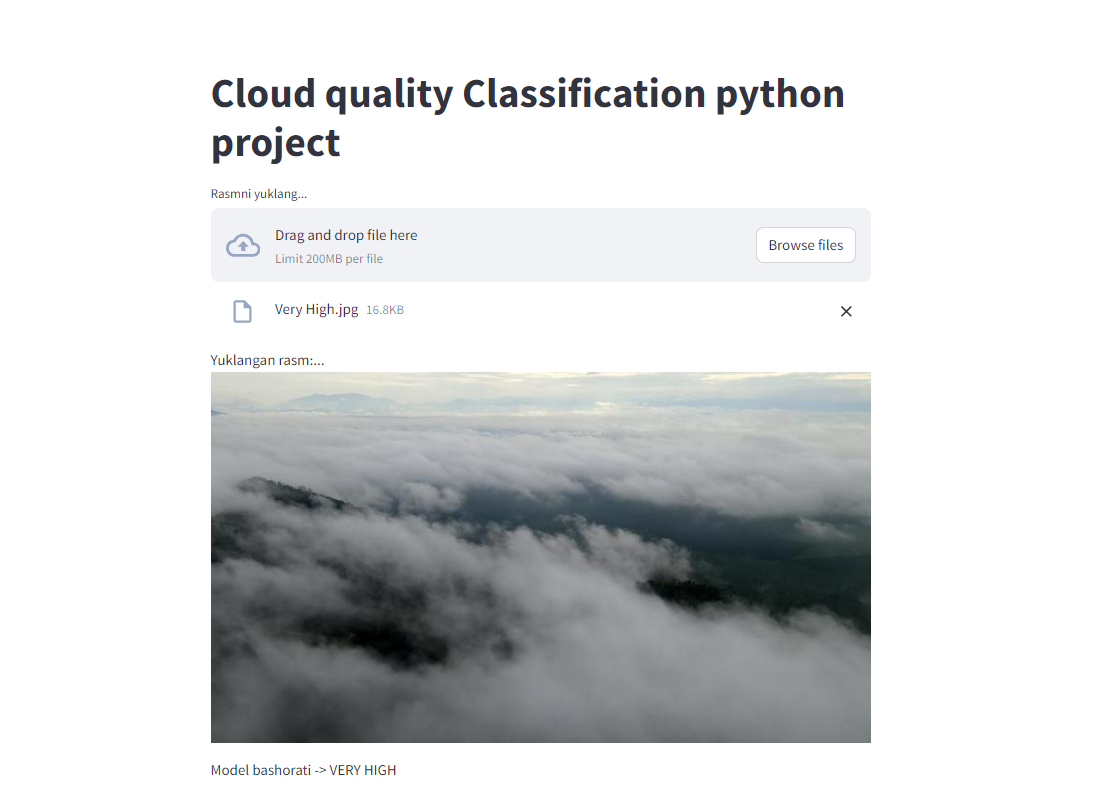 Cloud quality Classification python
project
Rasmni yuklang...
Drag and drop file here
Limit 200MB per file
Browse files
Very High.jpg 16.8KB
Yuklangan rasm:...
Model bashorati -> VERY HIGH